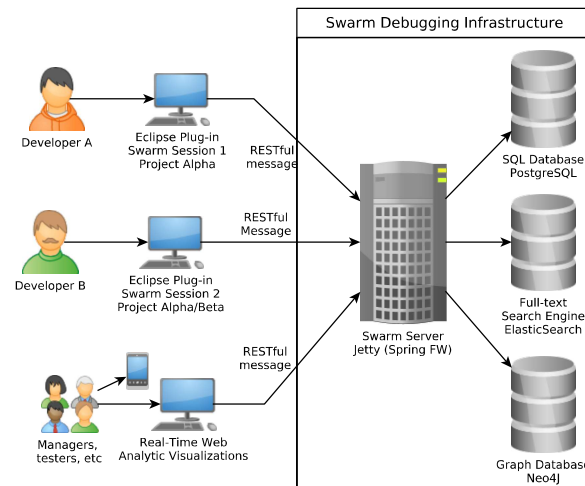 Swarm Debugging Infrastructure
Developer A
Eclipse Plug-in
Swarm Session 1
Project Alpha
RESTful
message
SQL Database
PostgreSQL
Developer B
Eclipse Plug-in
Swarm Session 2
Project Alpha/Beta
RESTful
Message
Swarm Server
Jetty (Spring FW)
Full-text
Search Engine
ElasticSearch
Managers,
testers, etc
Real-Time Web
Analytic Visualizations
RESTful
message
Graph Database
Neo4J